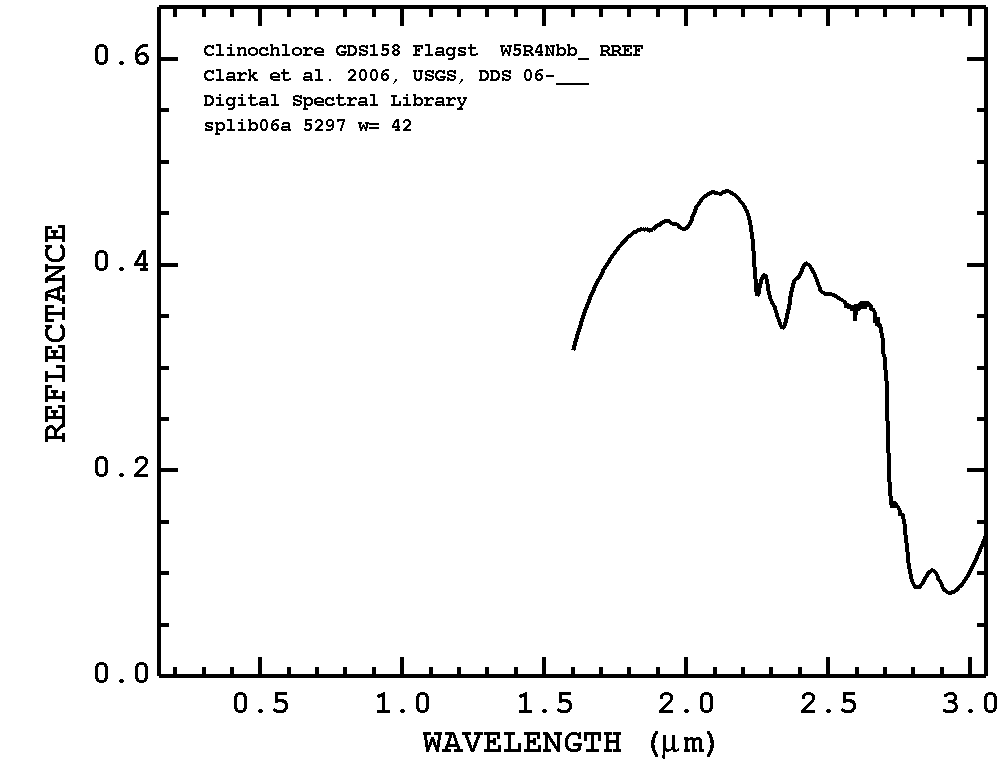 Clinochlore GDS158 Flagst W5R4Nbb_ RREF
Clark et al. 2006, USGS, DDS 06-___
Digital Spectral Library
splib06a 5297 w= 42
0.6
0.4
0.2
0.0
REFLECTANCE
0.5 1.0 1.5 2.0 2.5 3.0
WAVELENGTH (μm)